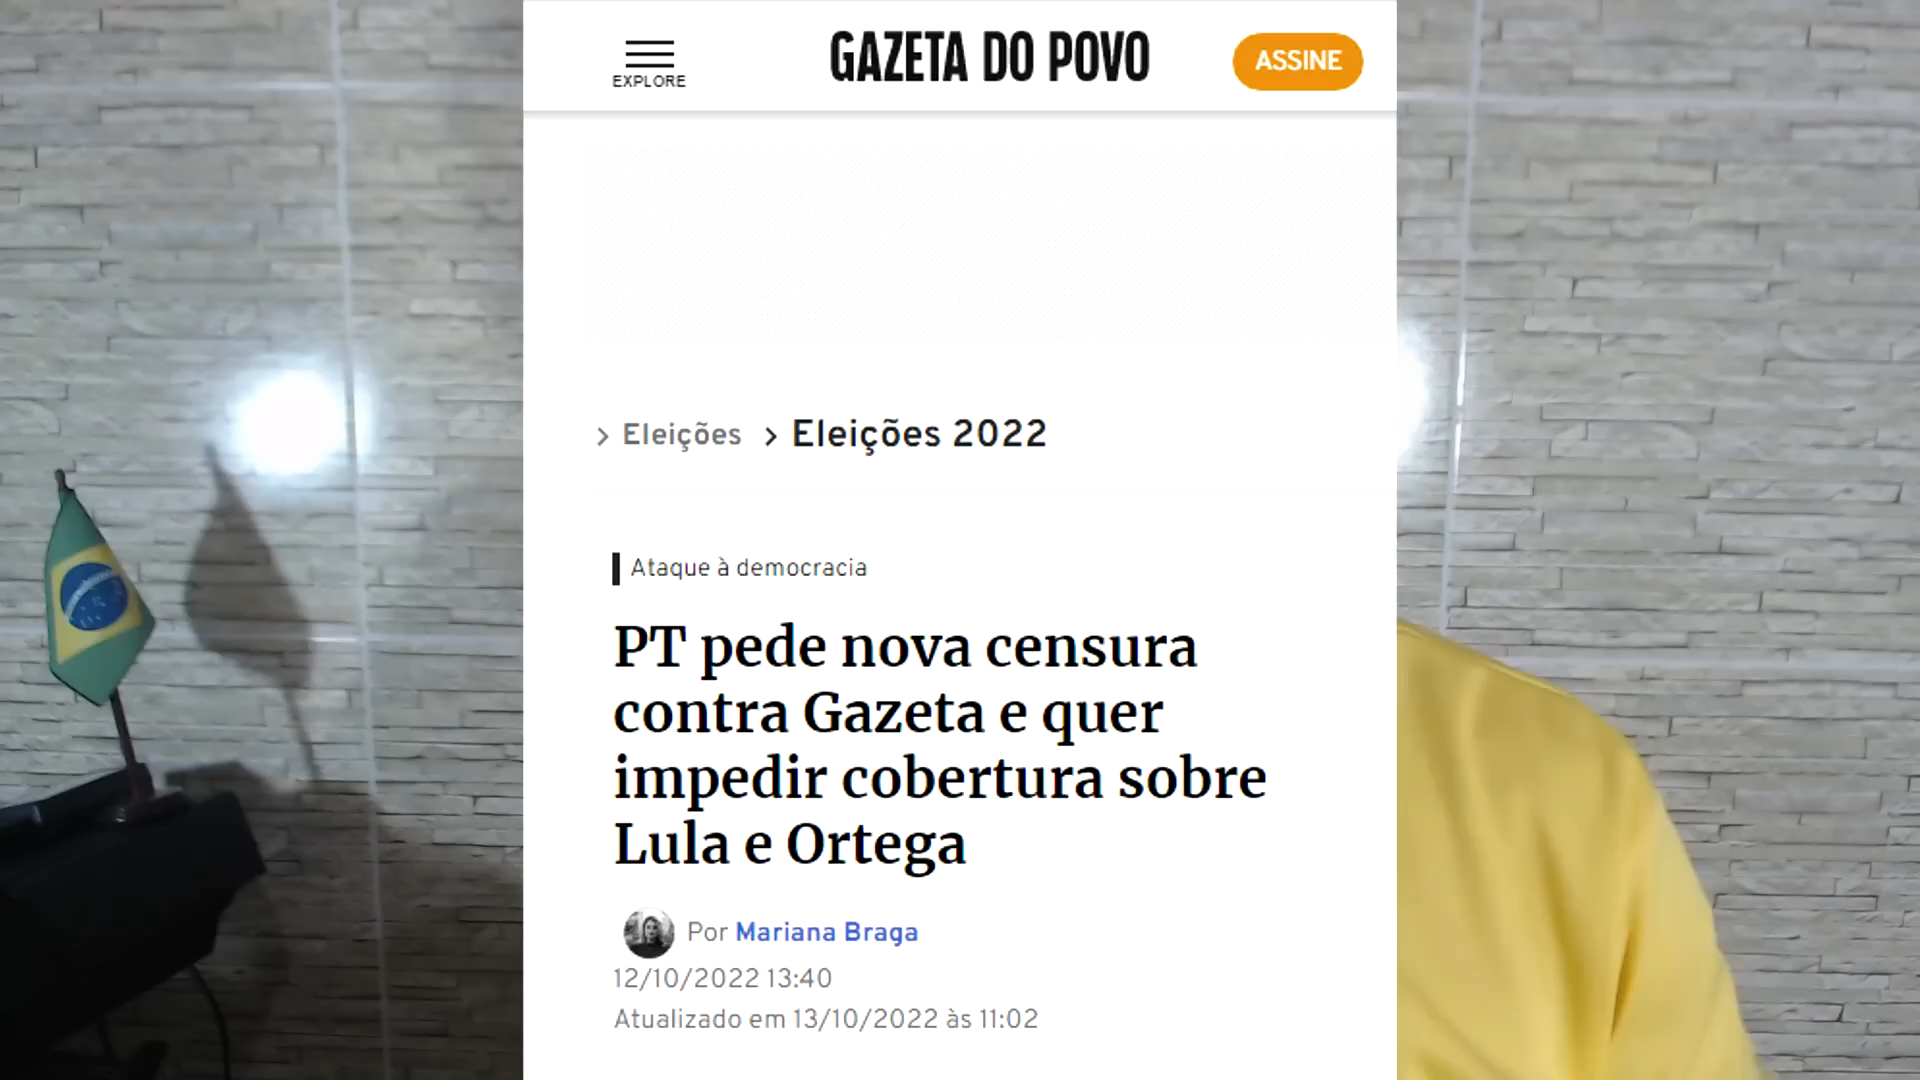 EXPLORE
GAZETA DO POVO
ASSINE
> Eleições > Eleições 2022
Ataque à democracia
PT pede nova censura
contra Gazeta e quer
impedir cobertura sobre
Lula e Ortega
Por Mariana Braga
12/10/2022 13:40
Atualizado em 13/10/2022 às 11:02